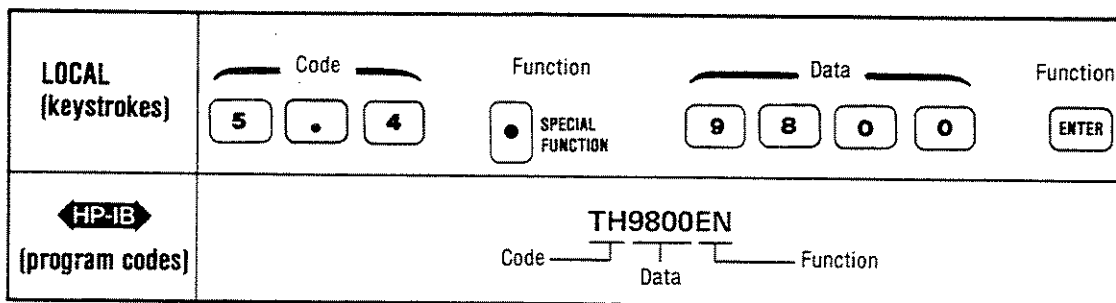 LOCAL
(keystrokes)
Code Function Data Function
5 . 4 SPECIAL FUNCTION 9 8 0 0 ENTER
HP-IB
(program codes)
TH9800EN
Code Data Function